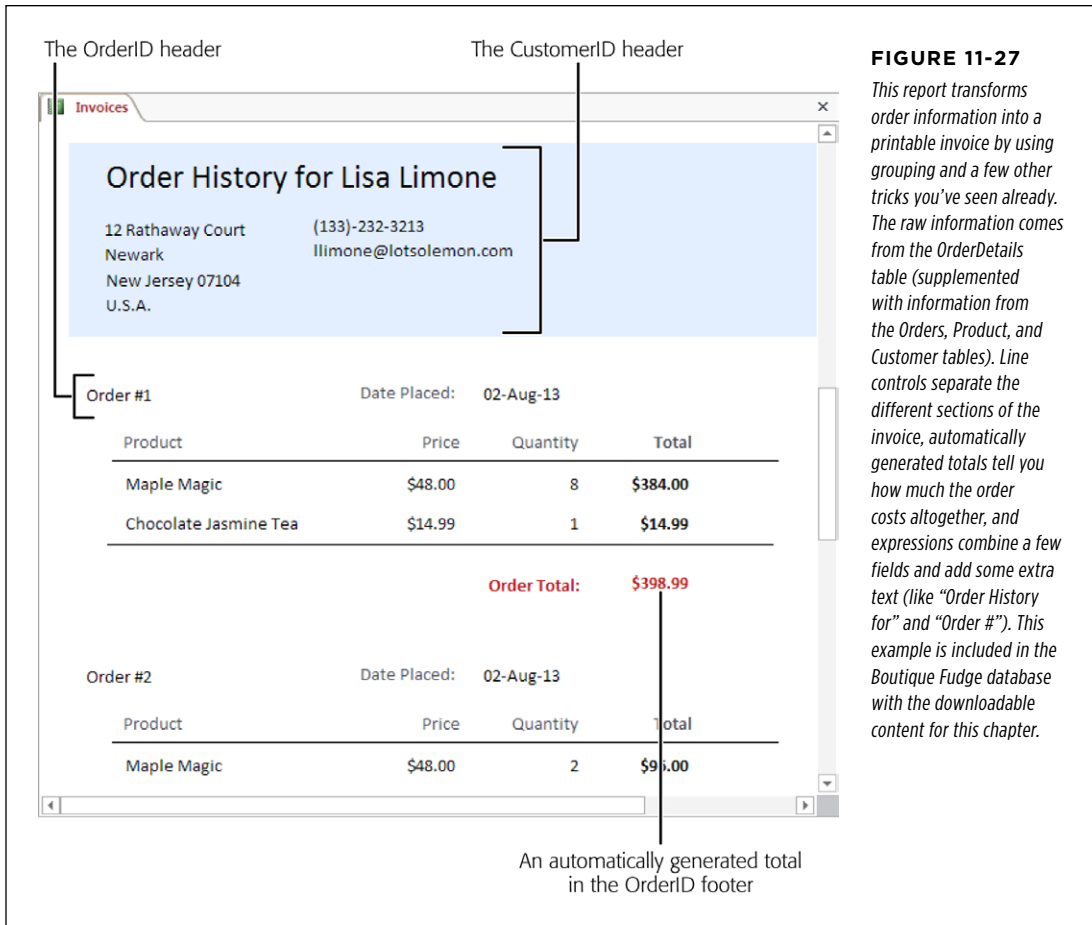 The OrderID header
The CustomerID header
Invoices
Order History for Lisa Limone
12 Rathaway Court
(133)-232-3213
Newark
llimone@lotsolemon.com
New Jersey 07104
U.S.A.
Order #1 Date Placed: 02-Aug-13
Product Price Quantity Total
Maple Magic $48.00 8 $384.00
Chocolate Jasmine Tea $14.99 1 $14.99
Order Total: $398.99
Order #2 Date Placed: 02-Aug-13
Product Price Quantity Total
Maple Magic $48.00 2 $96.00
An automatically generated total
in the OrderID footer
FIGURE 11-27
This report transforms
order information into a
printable invoice by using
grouping and a few other
tricks you've seen already.
The raw information comes
from the OrderDetails
table (supplemented
with information from
the Orders, Product, and
Customer tables). Line
controls separate the
different sections of the
invoice, automatically
generated totals tell you
how much the order
costs altogether, and
expressions combine a few
fields and add some extra
text (like “Order History
for” and “Order #”). This
example is included in the
Boutique Fudge database
with the downloadable
content for this chapter.